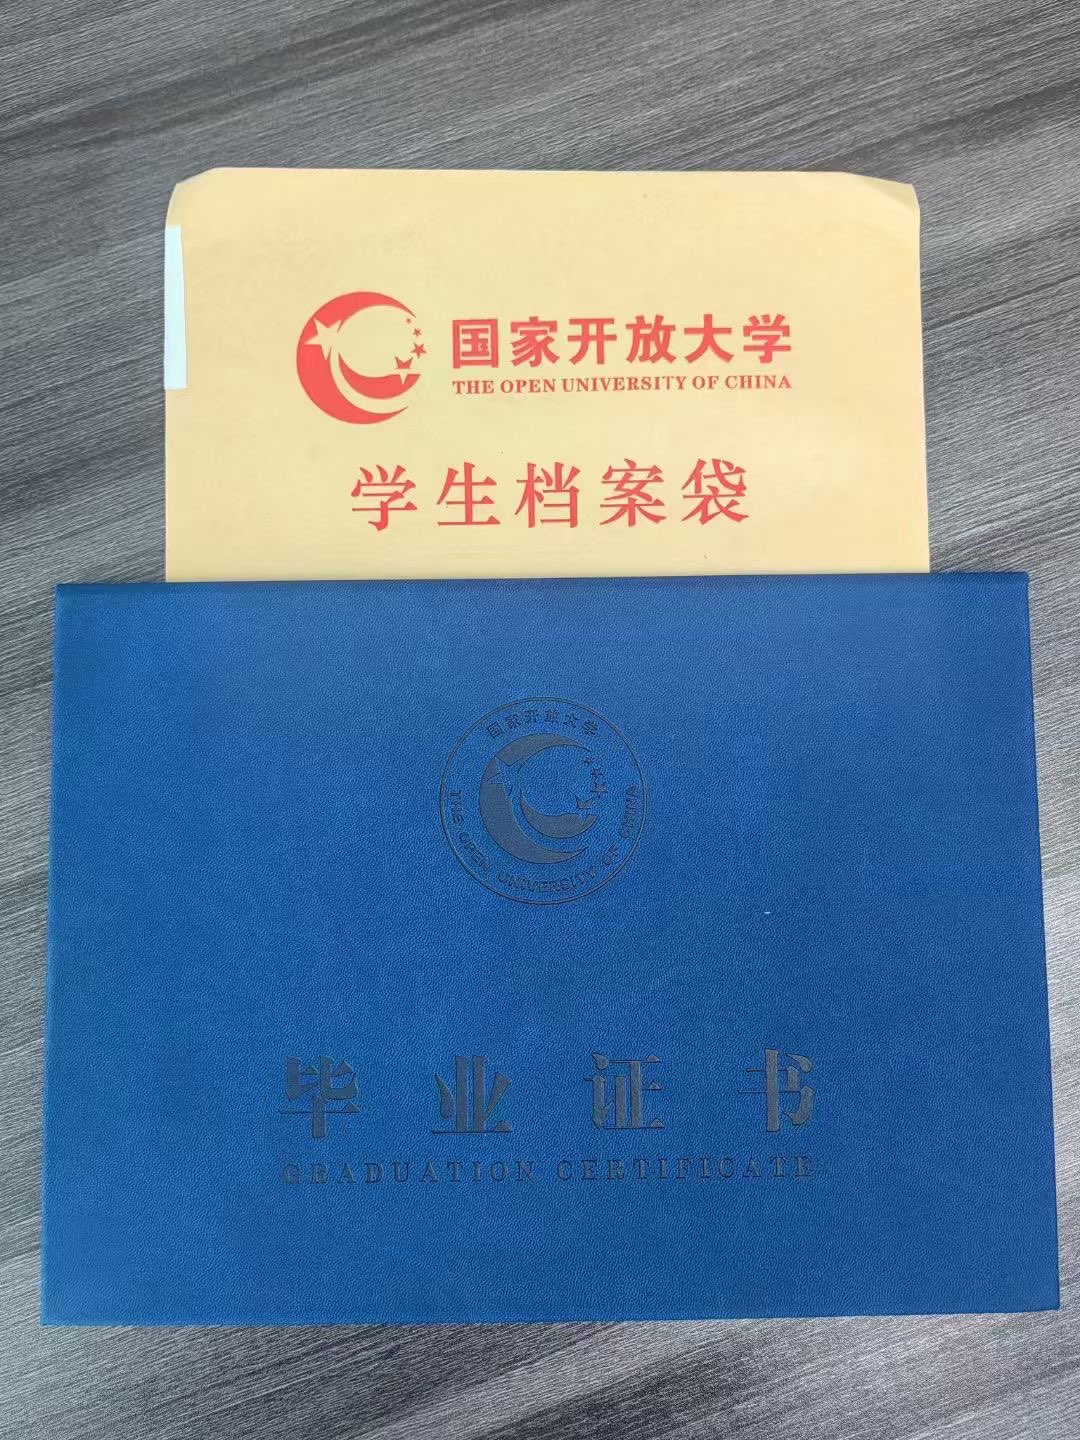 国家开放大学
THE OPEN UNIVERSITY OF CHINA
学生档案袋
国家开放大学
THE OPEN UNIVERSITY OF CHINA
毕业证书
GRADUATION CERTIFICATE